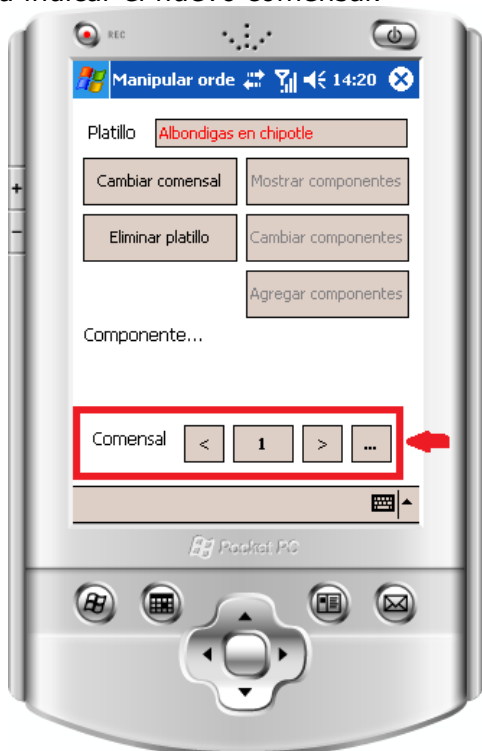 a indicar el nuevo comensal.
REC
Manipular orde 14:20
Platillo Albondigas en chipotle
Cambiar comensal Mostrar componentes
Eliminar platillo Cambiar componentes
Agregar componentes
Componente...
Comensal < 1 > ...
Pocket PC